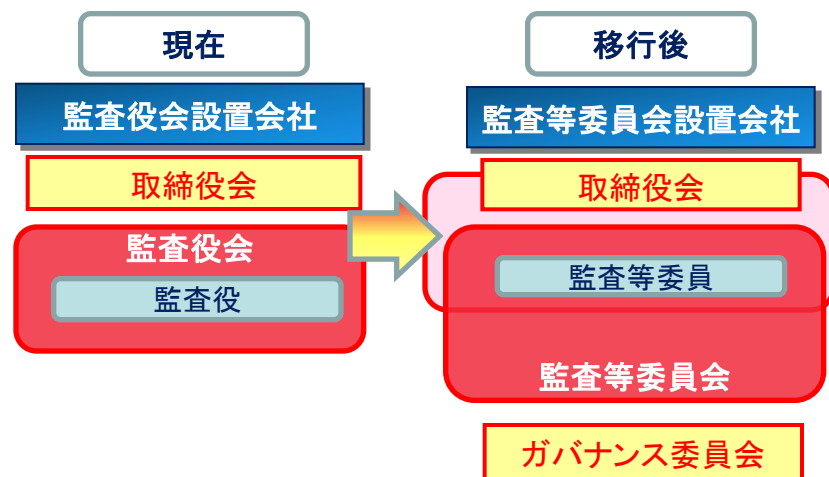 現在
移行後
監査役会設置会社
監査等委員会設置会社
取締役会
取締役会
監査役会
監査役
監査等委員
監査等委員会
ガバナンス委員会